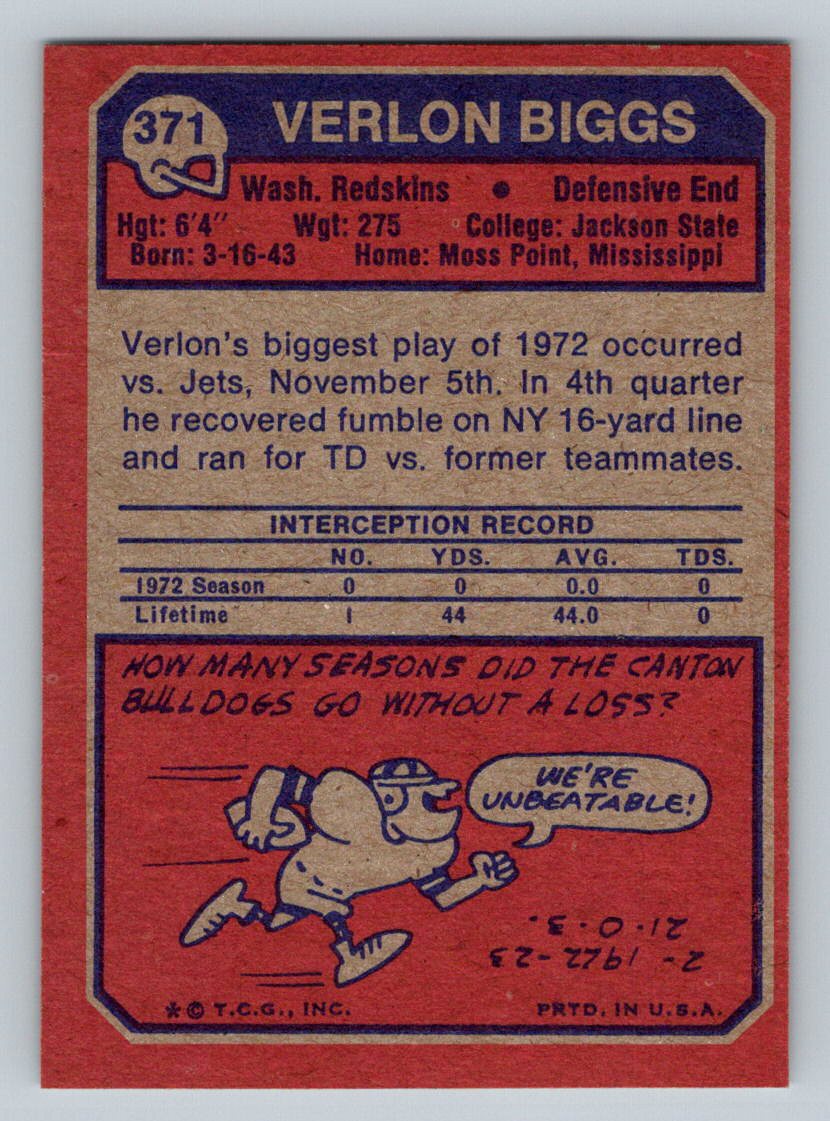 371
VERLON BIGGS
Wash. Redskins • Defensive End
Hgt: 6'4" Wgt: 275 College: Jackson State
Born: 3-16-43 Home: Moss Point, Mississippi
Verlon's biggest play of 1972 occurred
vs. Jets, November 5th. In 4th quarter
he recovered fumble on NY 16-yard line
and ran for TD vs. former teammates.
INTERCEPTION RECORD
NO. YDS. AVG. TDS.
1972 Season 0 0 0.0 0
Lifetime 1 44 44.0 0
HOW MANY SEASONS DID THE CANTON
BULLDOGS GO WITHOUT A LOSS?
WE'RE
UNBEATABLE!
2- 1922-23
21·0·3.
* © T.C.G., INC. PRTD. IN U.S.A.